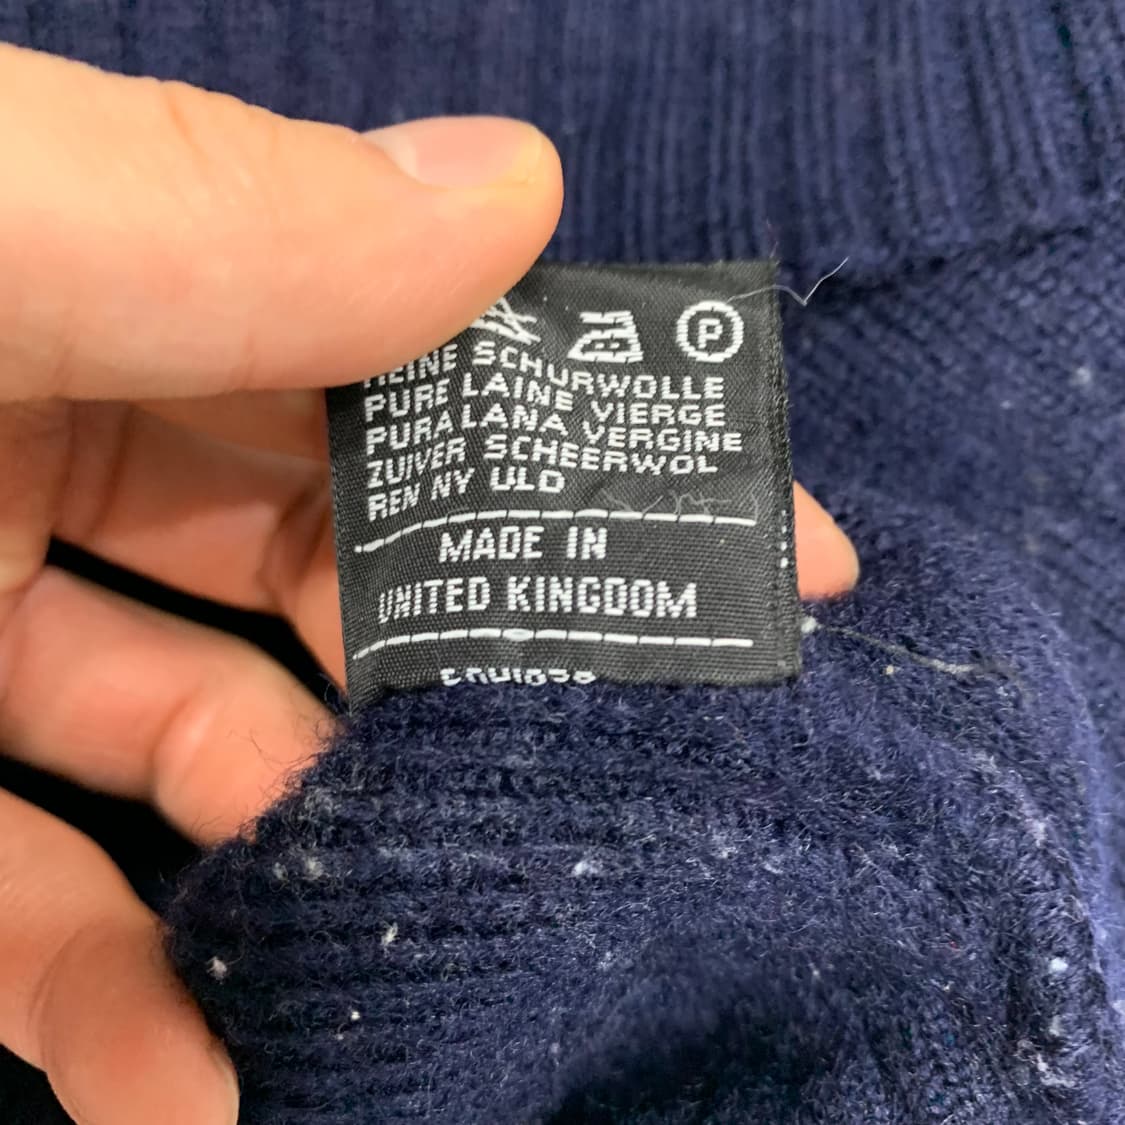 P
REINE SCHURWOLLE
PURE LAINE VIERGE
PURA LANA VERGINE
ZUIVER SCHEERWOL
REN NY ULD
MADE IN
UNITED KINGDOM